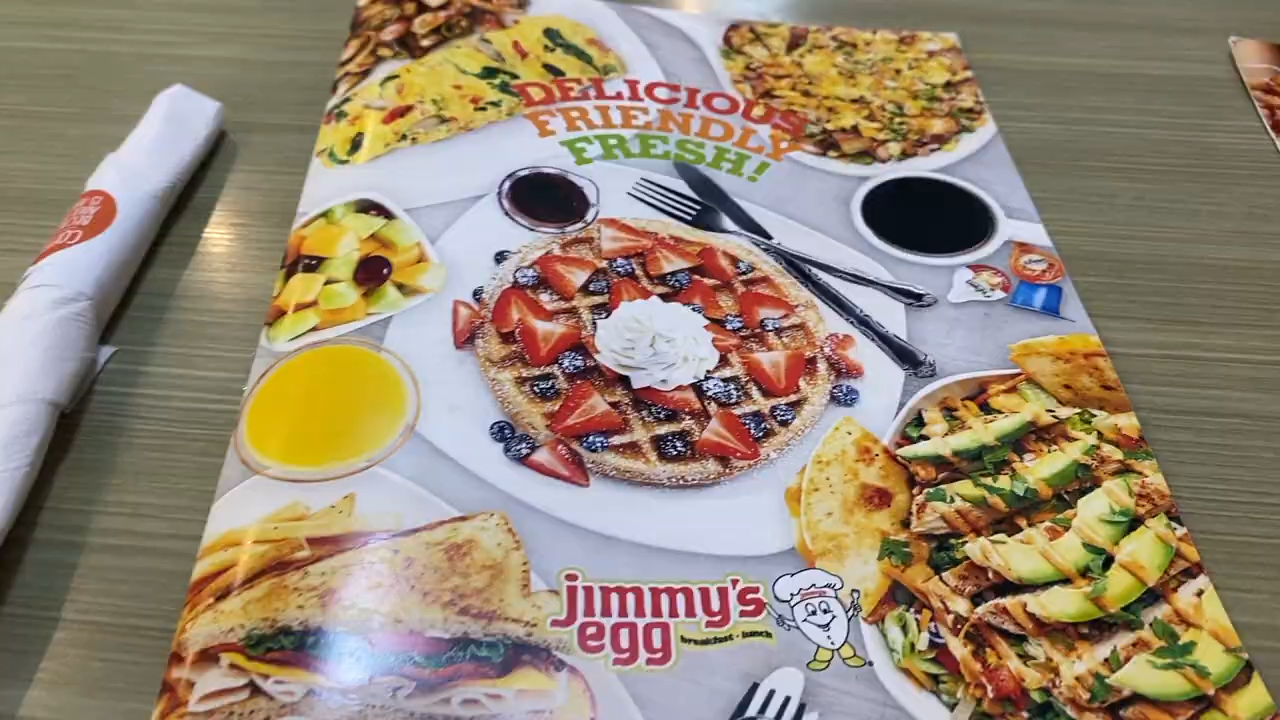 DELICIOUS
FRIENDLY
FRESH!
jimmy's
egg
breakfast • lunch